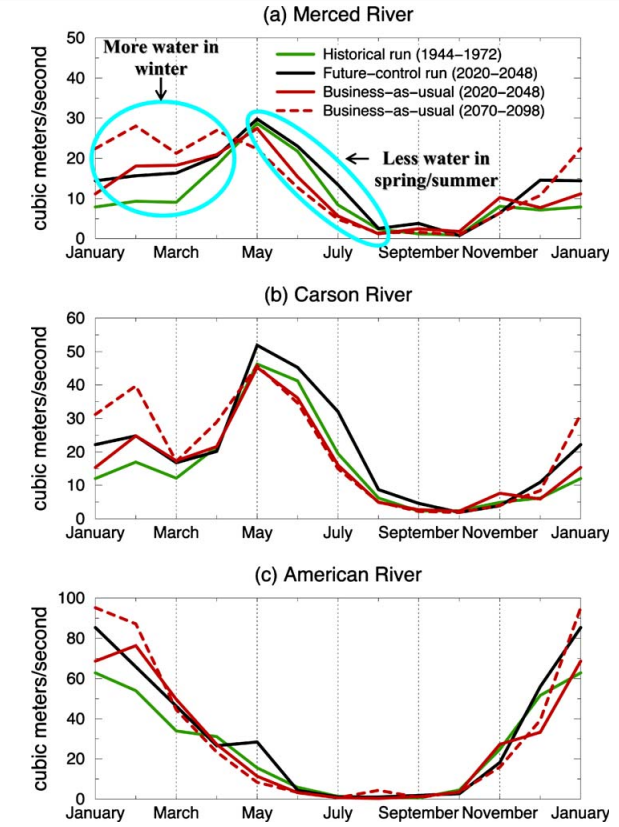 (a) Merced River
cubic meters/second
50
40
30
20
10
0
More water in
winter
Historical run (1944–1972)
Future–control run (2020–2048)
Business–as–usual (2020–2048)
Business–as–usual (2070–2098)
Less water in
spring/summer
January March May July September November January
(b) Carson River
cubic meters/second
60
50
40
30
20
10
0
January March May July September November January
(c) American River
cubic meters/second
100
80
60
40
20
0
January March May July September November January